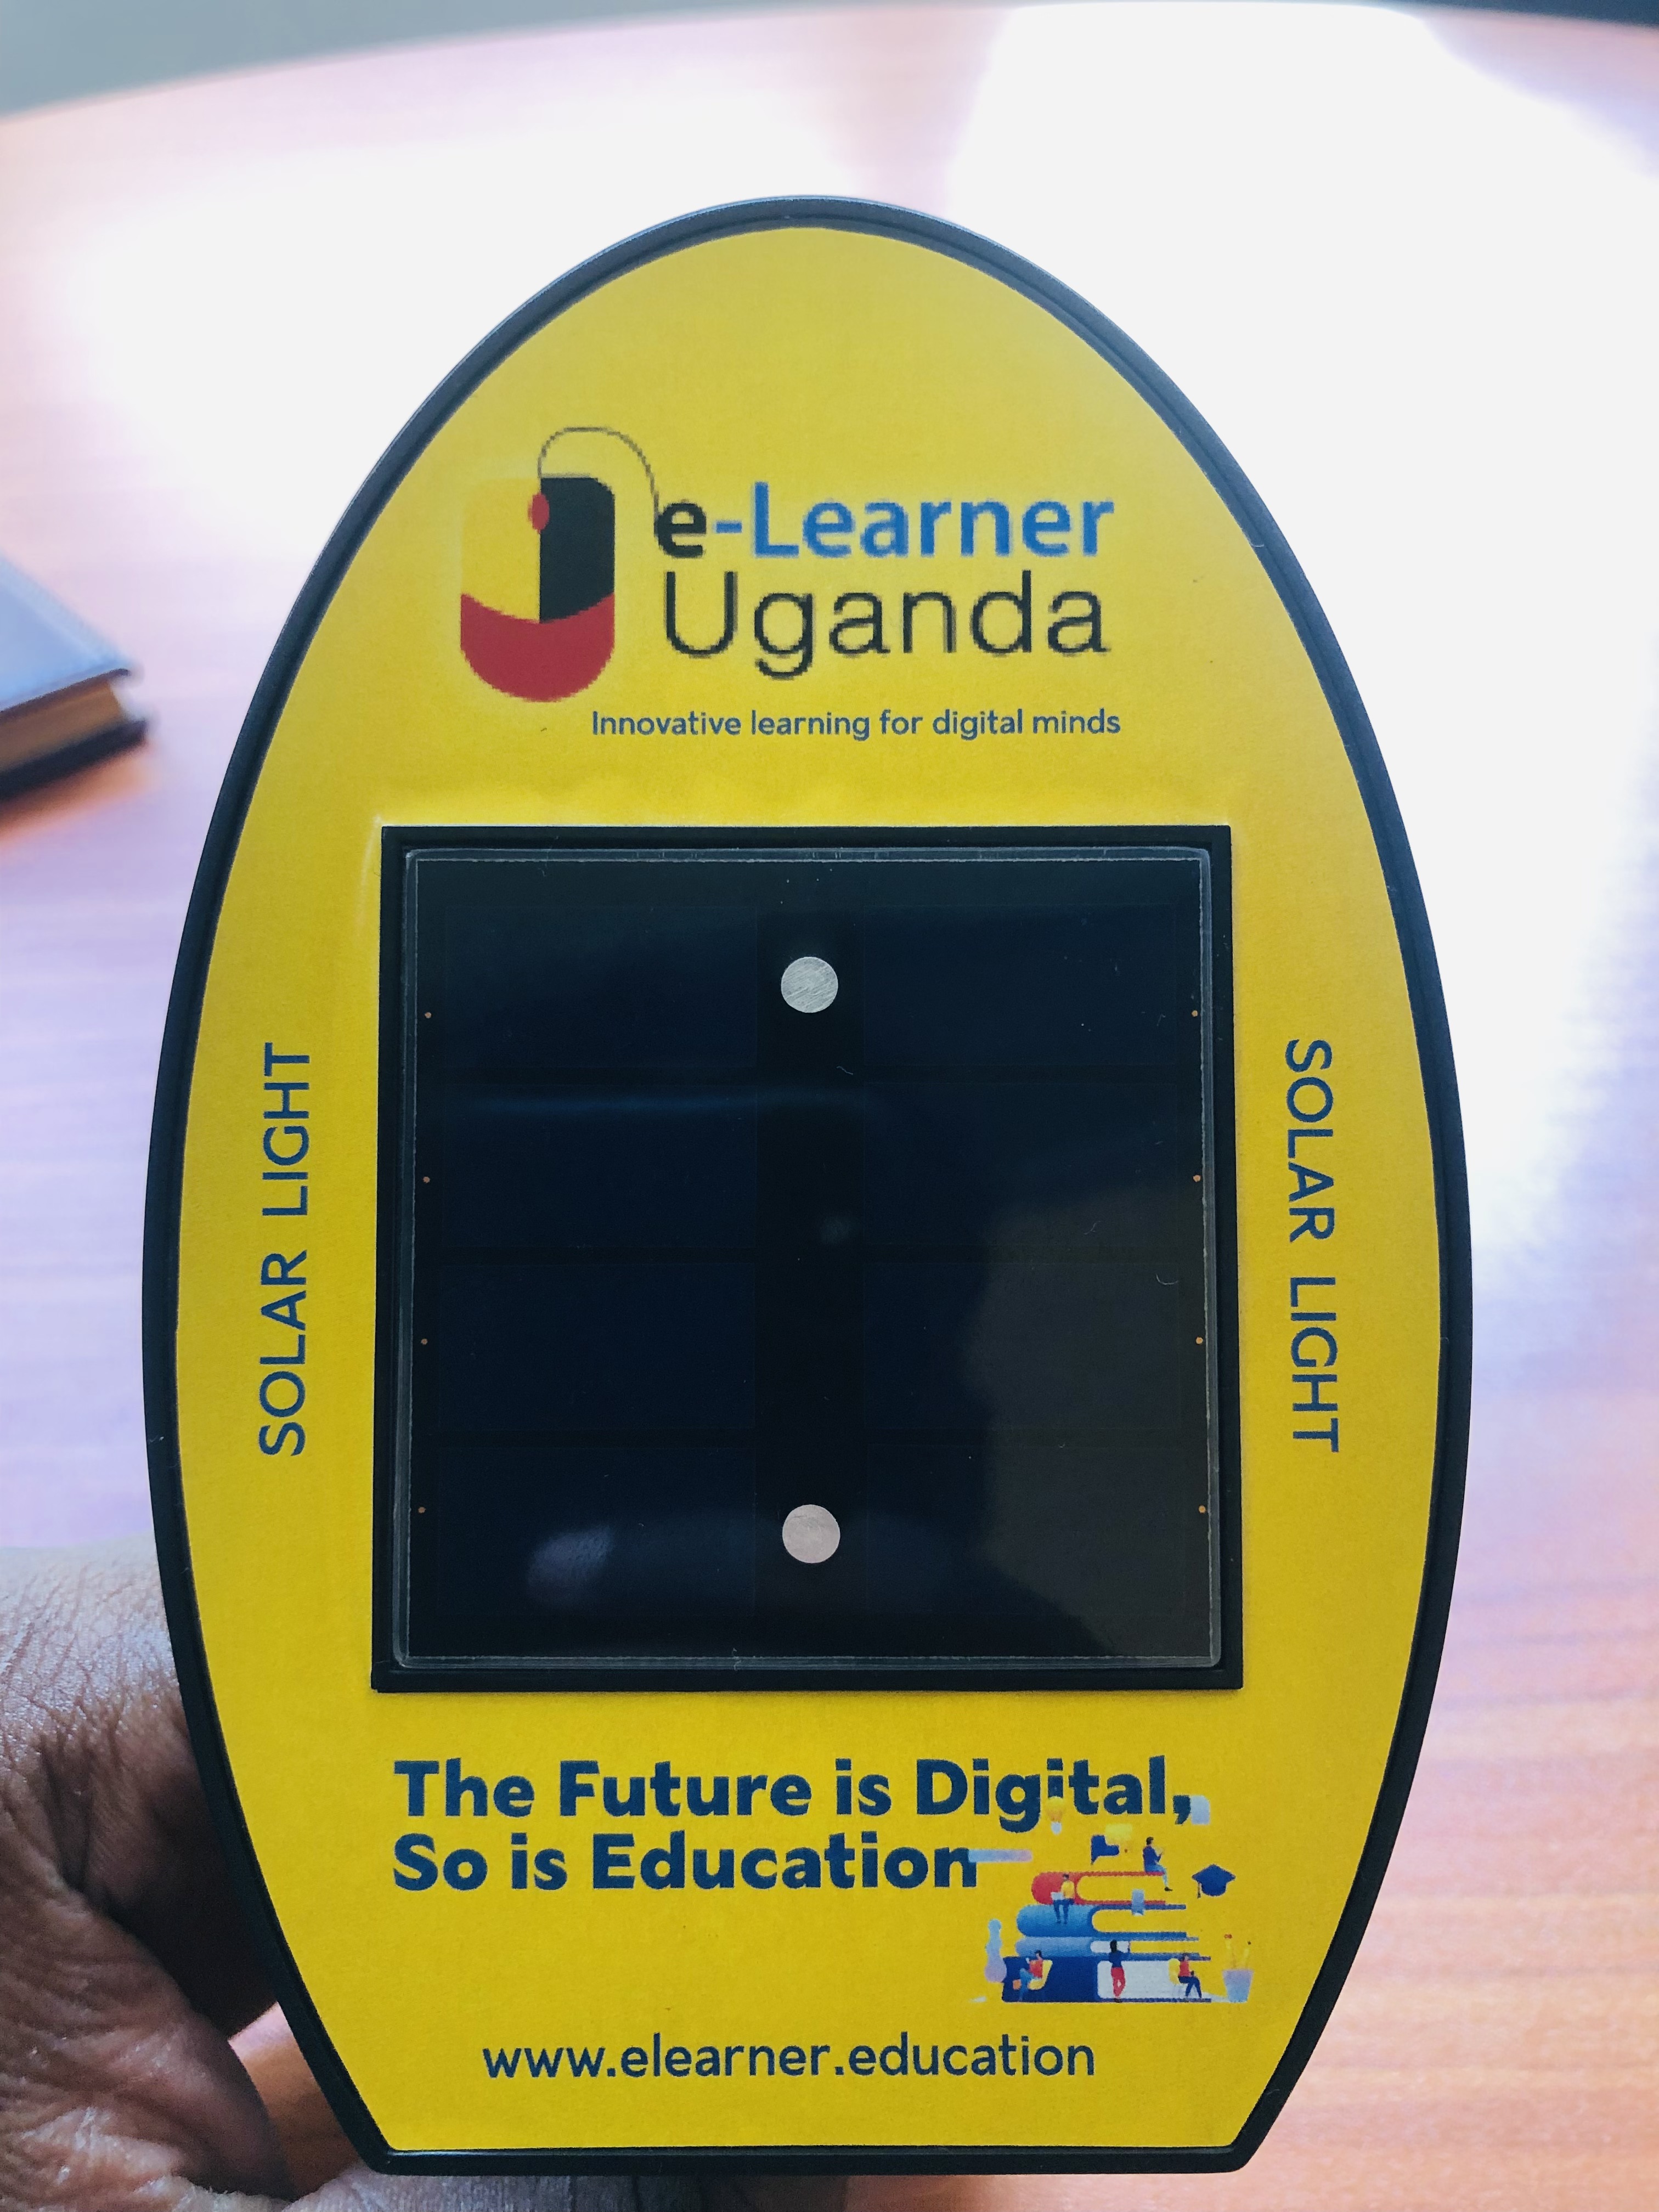 e-Learner
Uganda
Innovative learning for digital minds
SOLAR LIGHT
SOLAR LIGHT
The Future is Digital,
So is Education
www.elearner.education